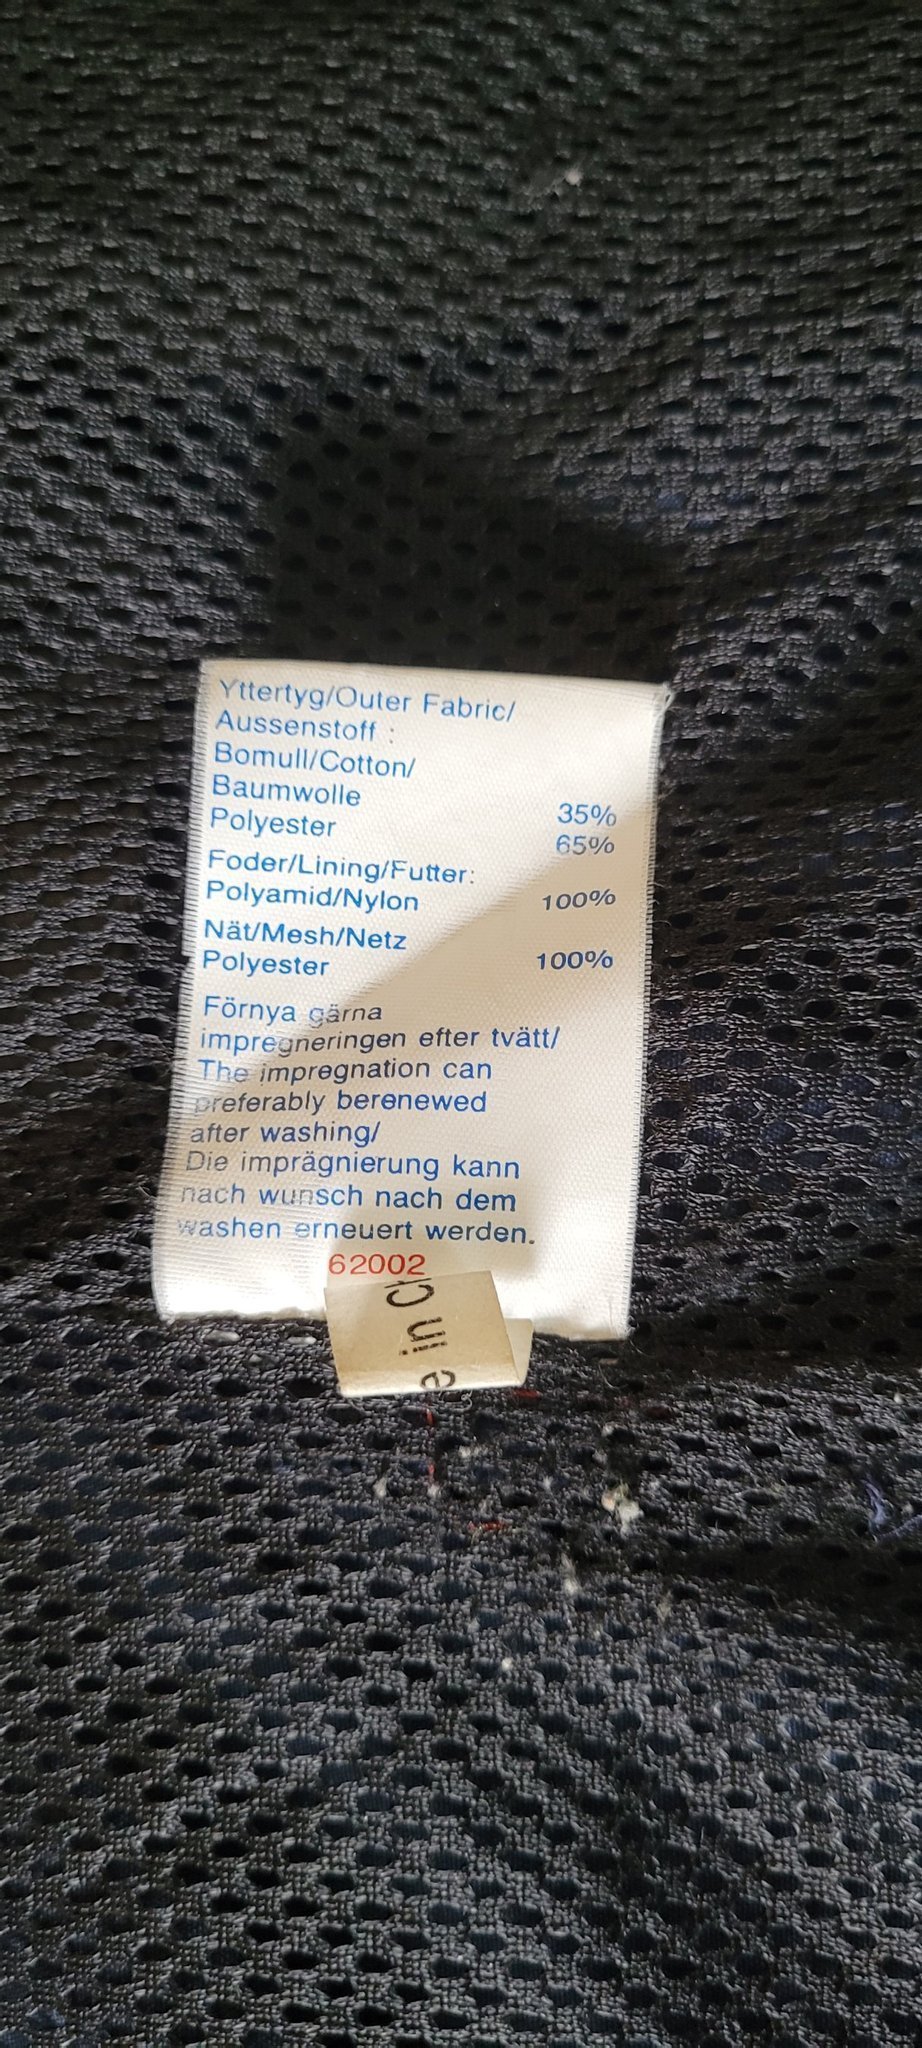 Yttertyg/Outer Fabric/
Aussenstoff :
Bomull/Cotton/
Baumwolle 35%
Polyester 65%
Foder/Lining/Futter:
Polyamid/Nylon 100%
Nät/Mesh/Netz
Polyester 100%
Förnya gärna
impregneringen efter tvätt/
The impregnation can
preferably berenewed
after washing/
Die imprägnierung kann
nach wunsch nach dem
washen erneuert werden.
62002
in